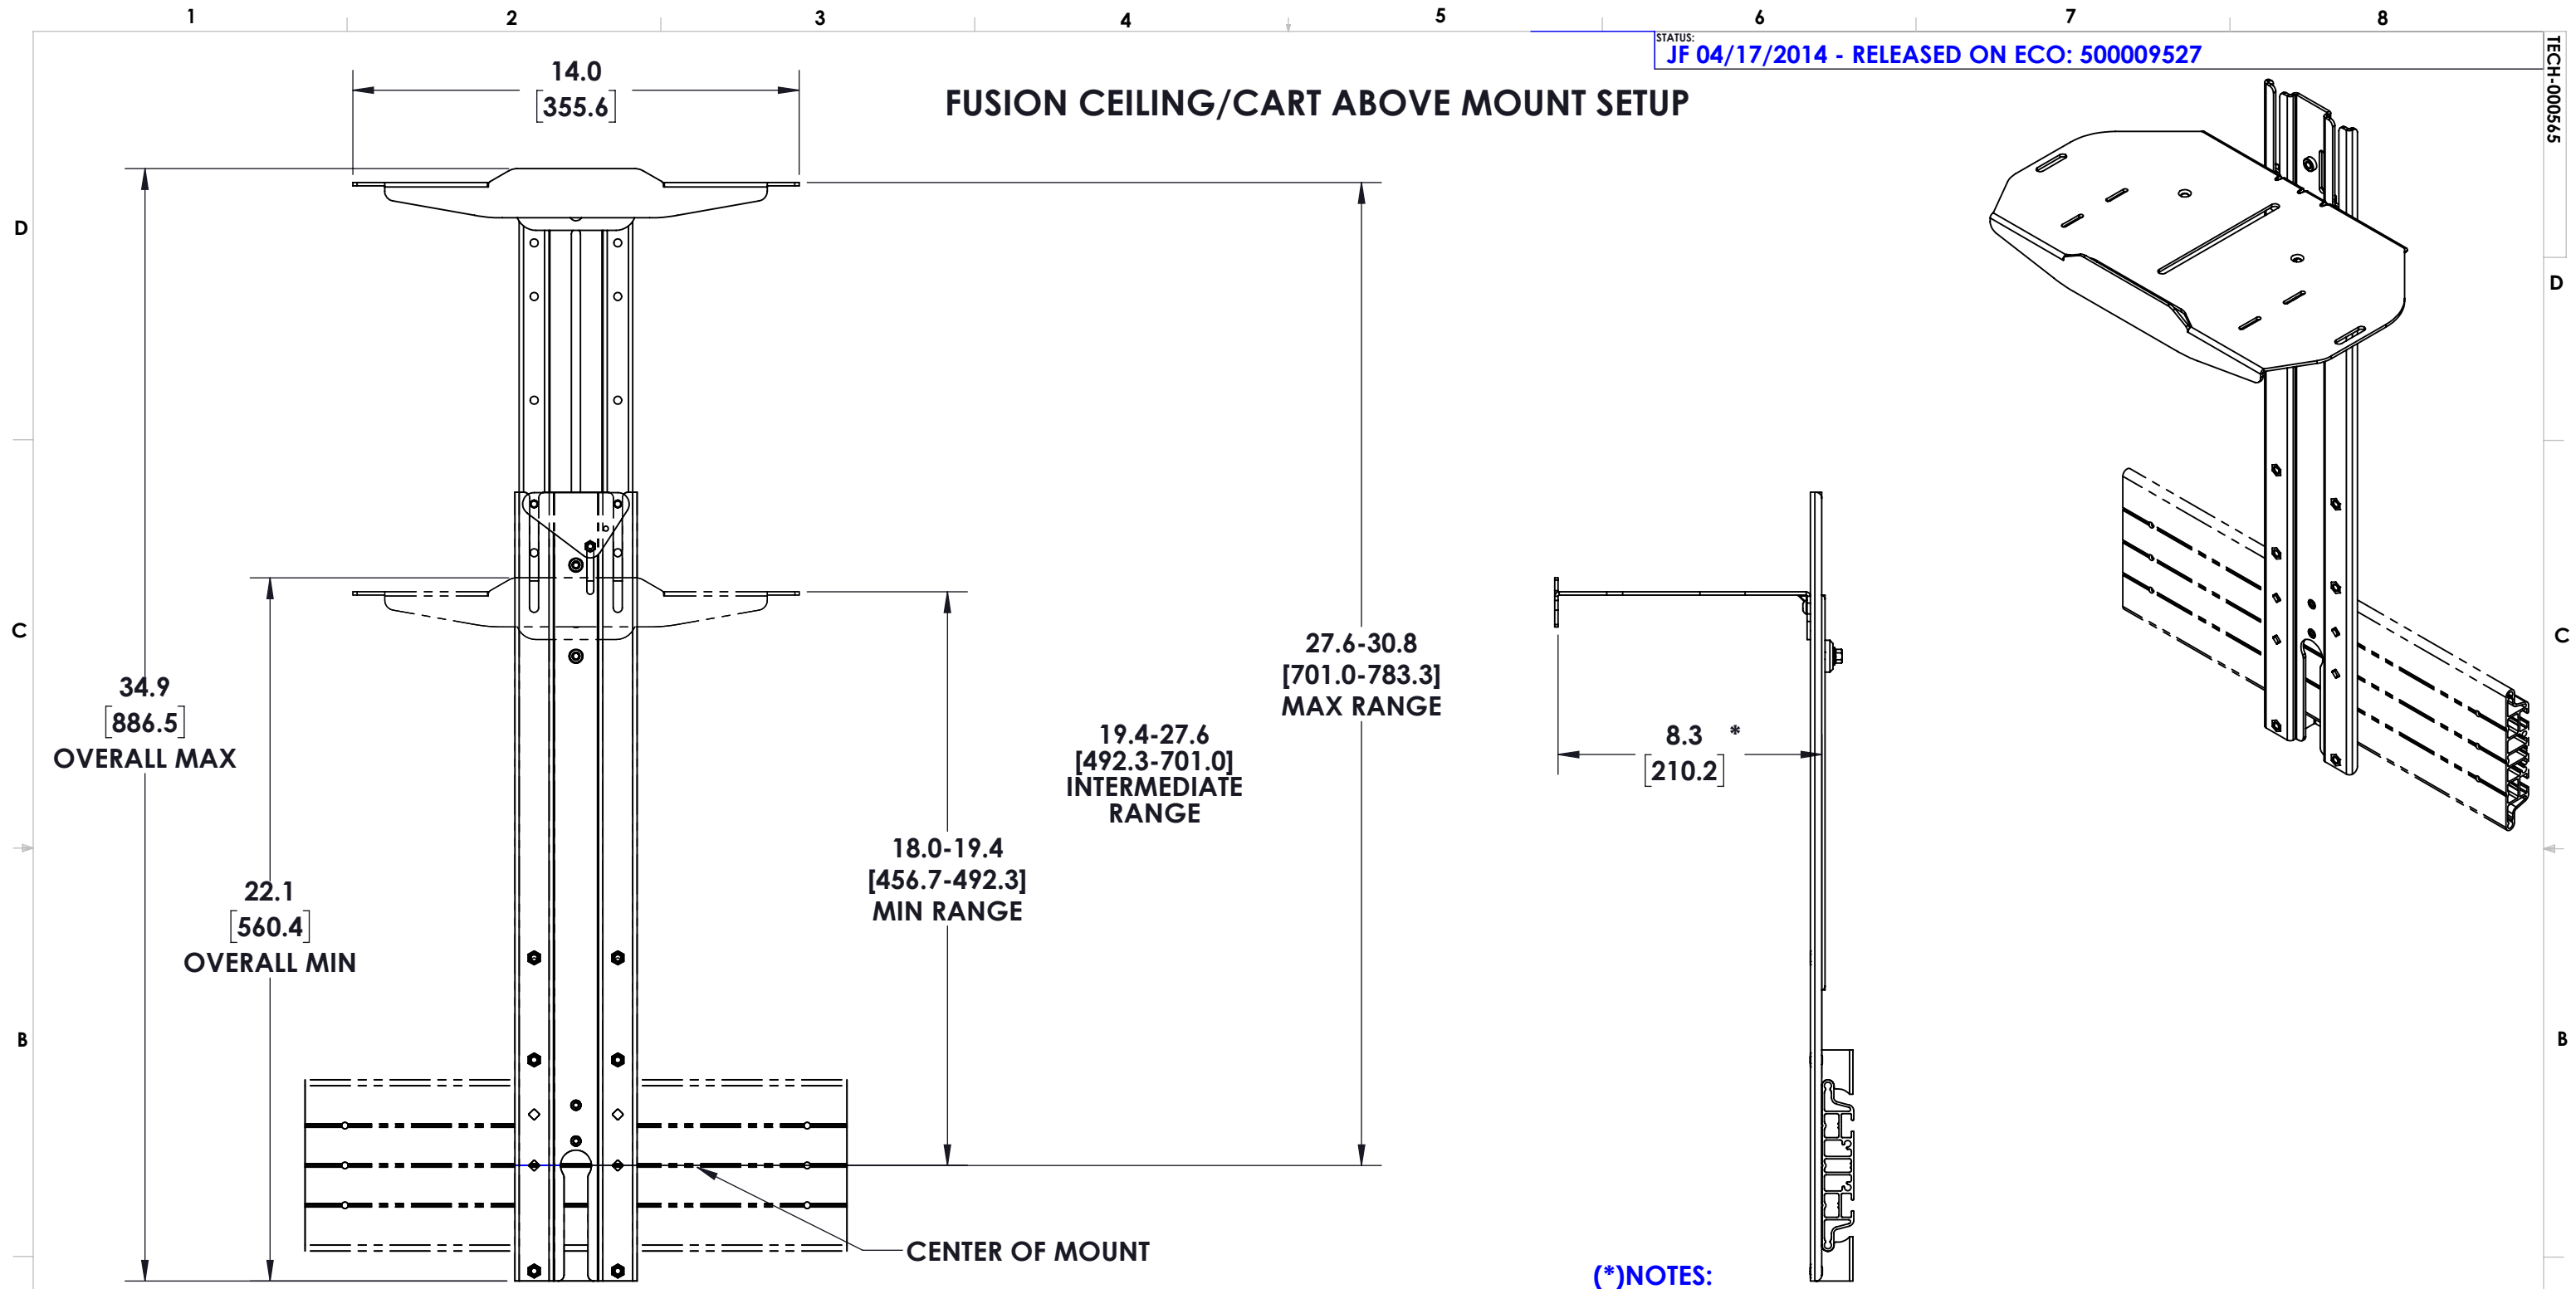 1 2 3 4 5 6 7 8
STATUS:
JF 04/17/2014 - RELEASED ON ECO: 500009527
TECH-000565
FUSION CEILING/CART ABOVE MOUNT SETUP
14.0
[355.6]
D
D
C
C
27.6-30.8
[701.0-783.3]
MAX RANGE
34.9
[886.5]
OVERALL MAX
19.4-27.6
[492.3-701.0]
INTERMEDIATE
RANGE
8.3 *
[210.2]
18.0-19.4
[456.7-492.3]
MIN RANGE
22.1
[560.4]
OVERALL MIN
B
B
CENTER OF MOUNT
(*)NOTES: